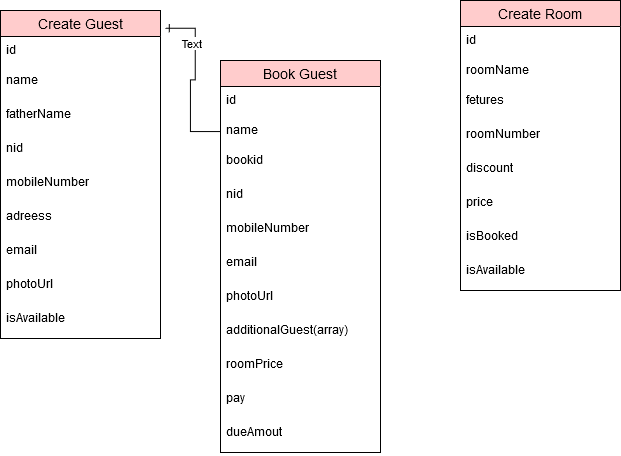 Create Guest
id
name
fatherName
nid
mobileNumber
adreess
email
photoUrl
isAvailable
Text
Book Guest
id
name
bookid
nid
mobileNumber
email
photoUrl
additionalGuest(array)
roomPrice
pay
dueAmout
Create Room
id
roomName
fetures
roomNumber
discount
price
isBooked
isAvailable